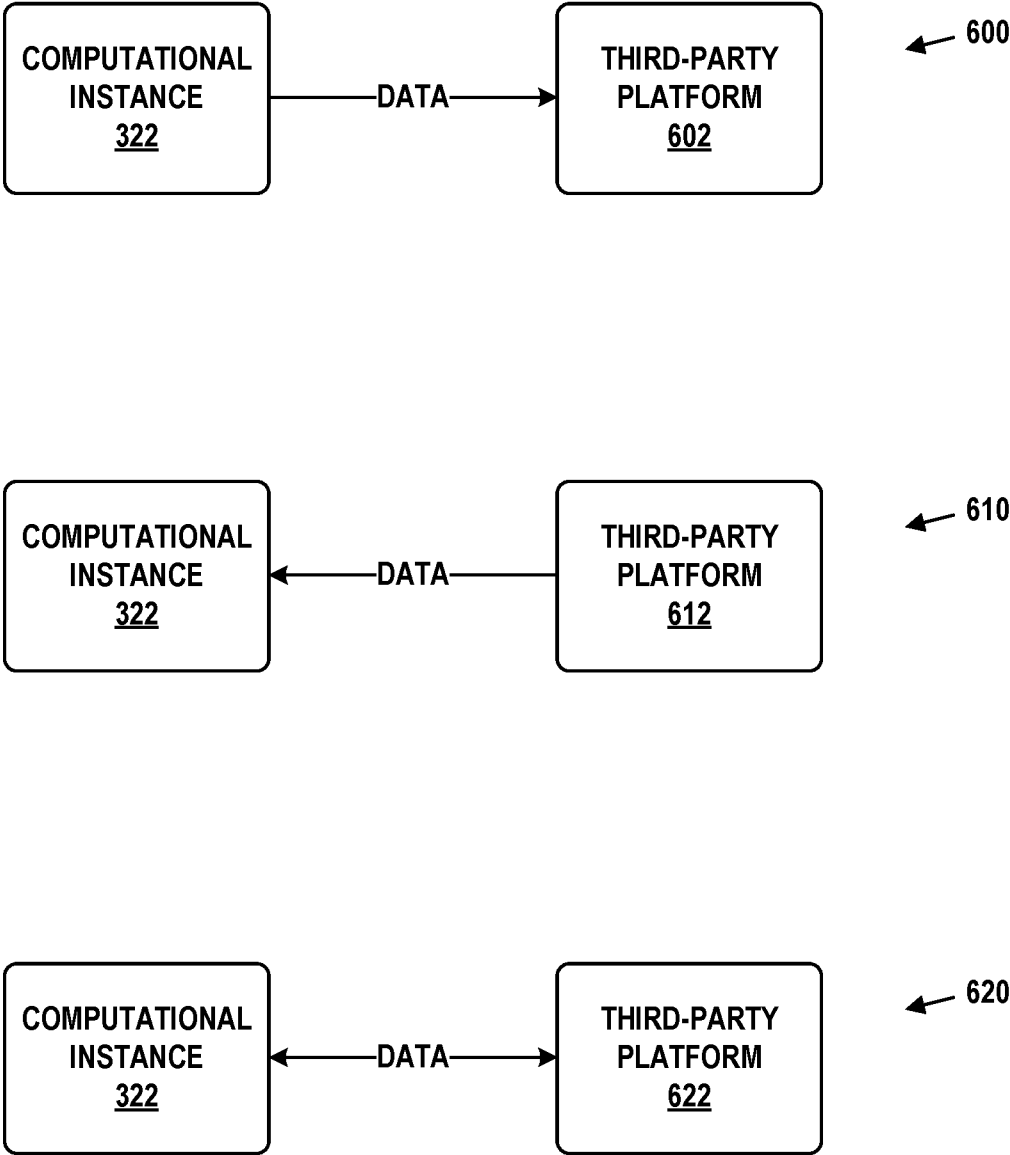 COMPUTATIONAL
INSTANCE
322
DATA
THIRD-PARTY
PLATFORM
602
600
COMPUTATIONAL
INSTANCE
322
DATA
THIRD-PARTY
PLATFORM
612
610
COMPUTATIONAL
INSTANCE
322
DATA
THIRD-PARTY
PLATFORM
622
620